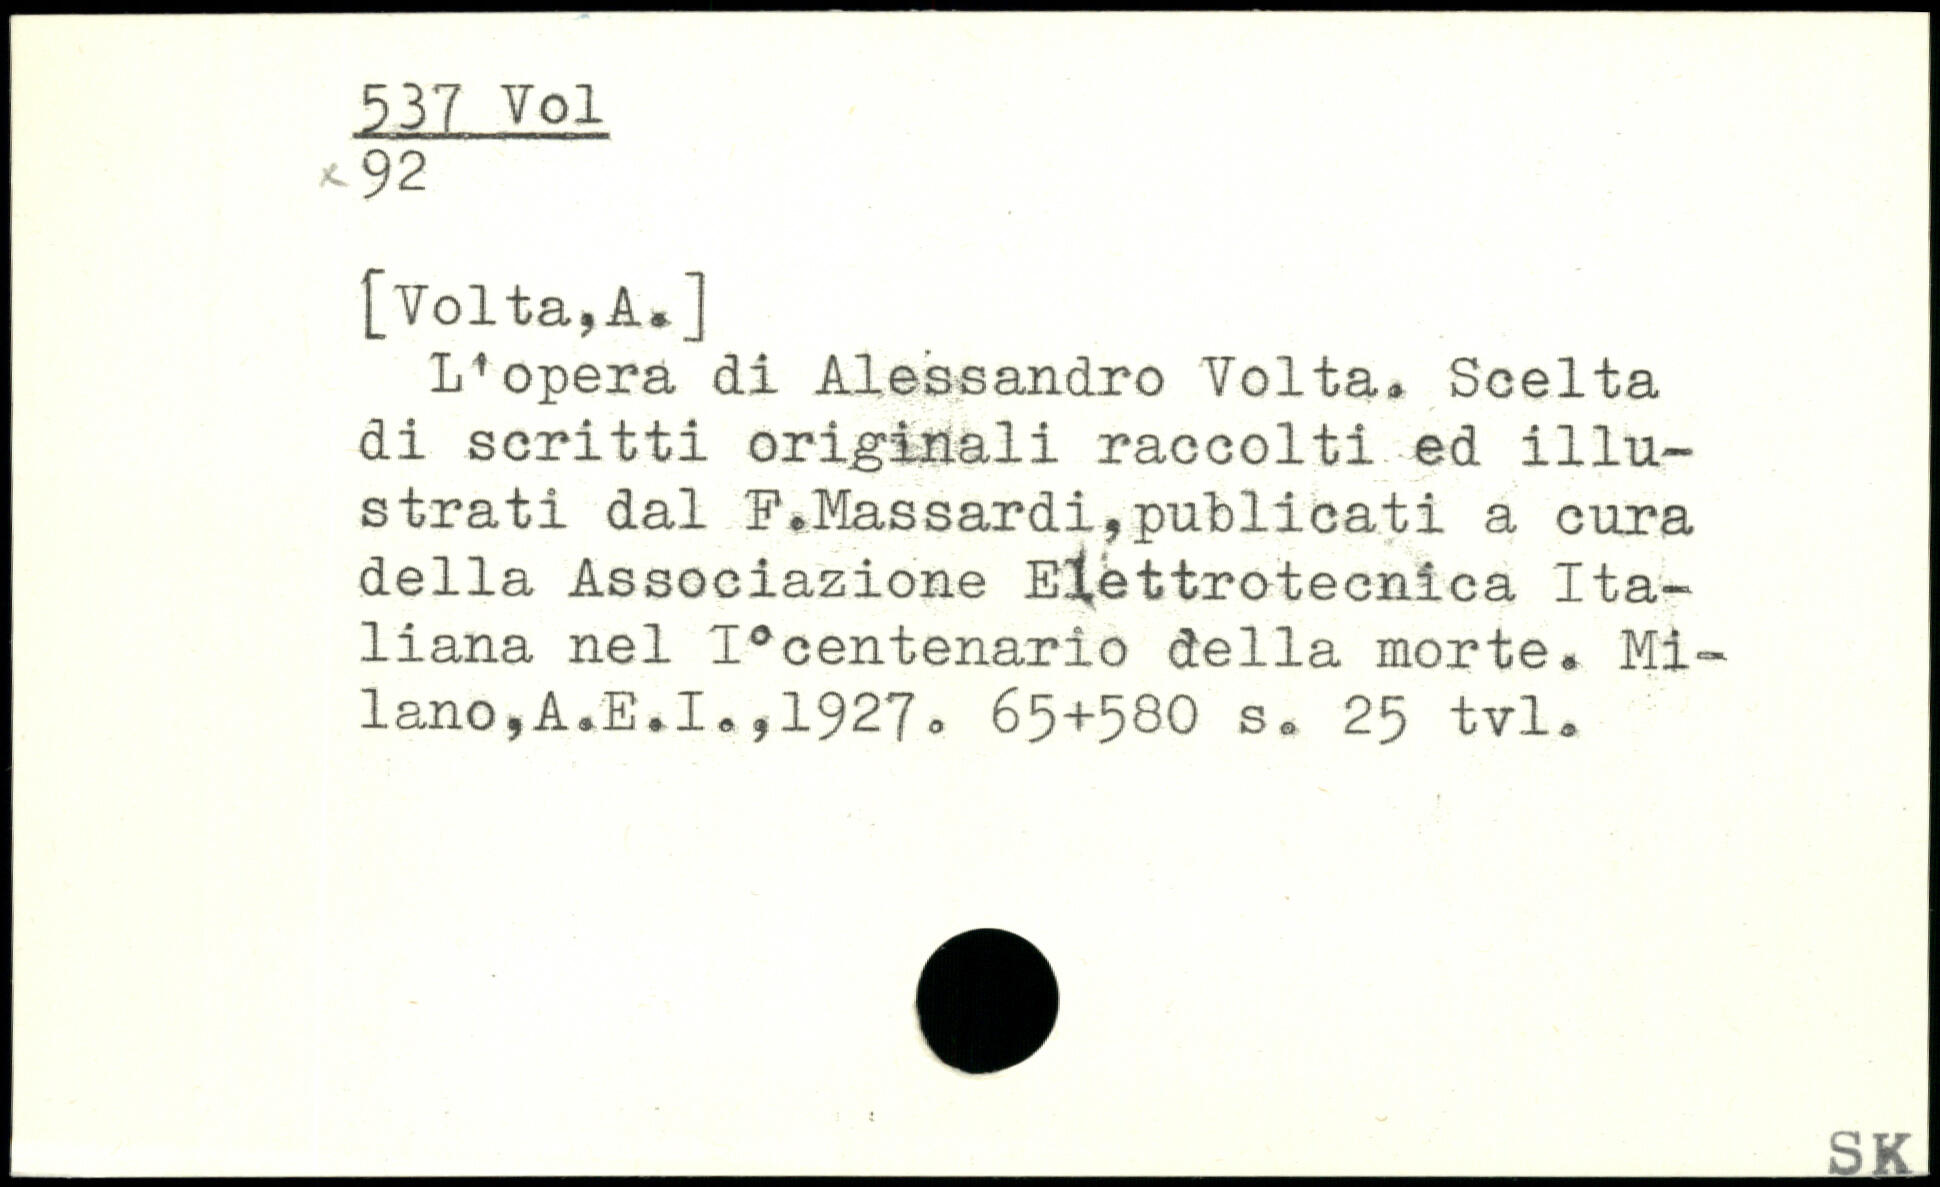 537 Vol
x 92
[Volta,A.]
L'opera di Alessandro Volta. Scelta
di scritti originali raccolti ed illu-
strati dal F.Massardi,publicati a cura
della Associazione Elettrotecnica Ita-
liana nel I°centenario della morte. Mi-
lano,A.E.I.,1927. 65+580 s. 25 tvl.
SK